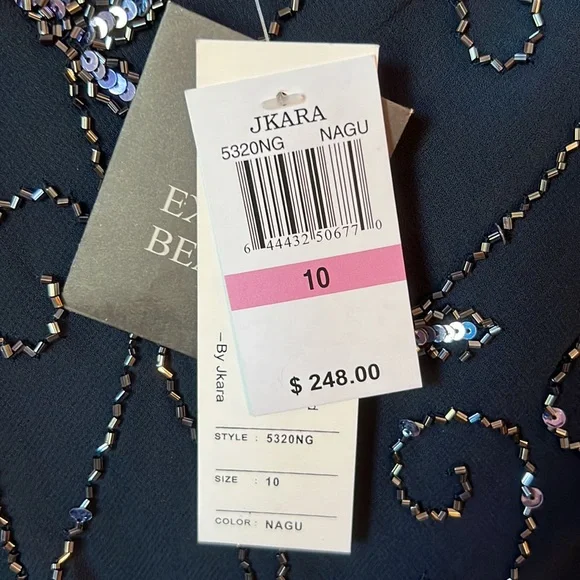 JKARA
5320NG NAGU
6 44432 50677 0
10
$ 248.00
—By Jkara
STYLE : 5320NG
SIZE : 10
COLOR : NAGU